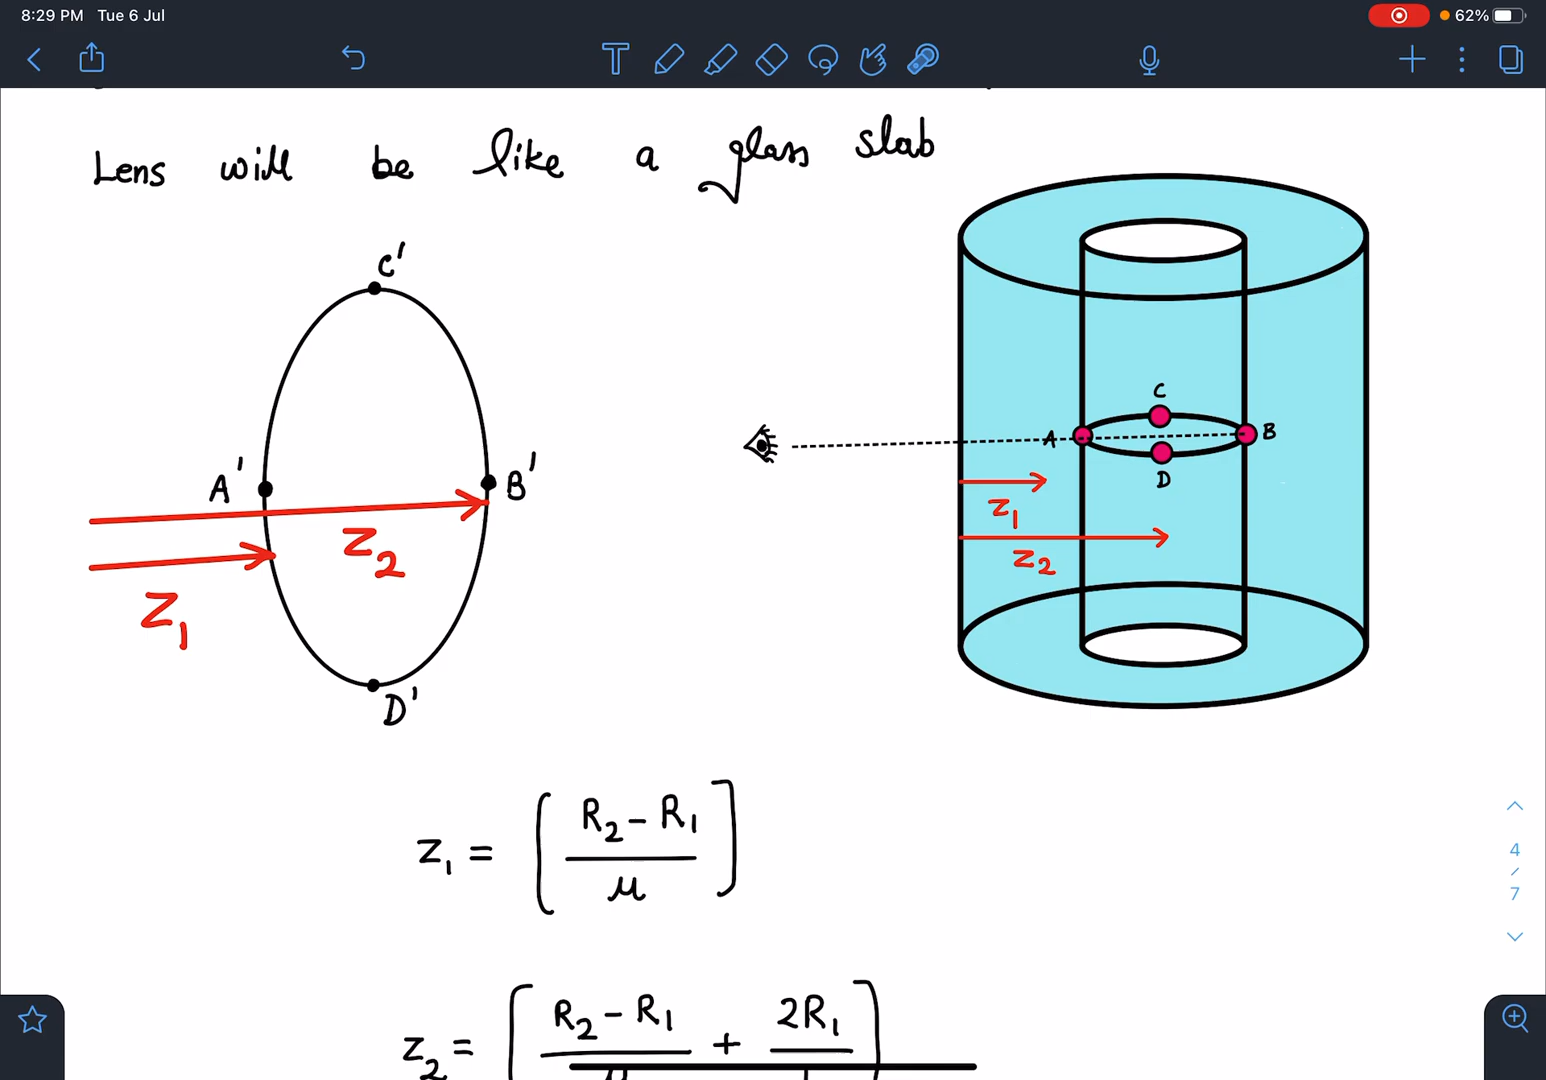 8:29 PM Tue 6 Jul
62%
T
Lens will be like a glass slab
C'
A'
B'
D'
Z₂
Z₁
C
A
B
D
Z₁
Z₂
Z₁ = [(R₂ - R₁)/μ]
4/7
Z₂ = [(R₂ - R₁)/μ + 2R₁/1]